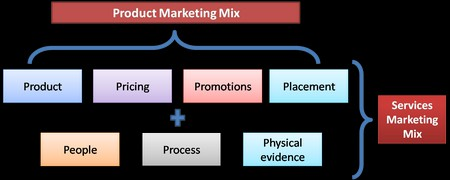 Product Marketing Mix
Product
Pricing
Promotions
Placement
+
Services
Marketing
Mix
People
Process
Physical
evidence